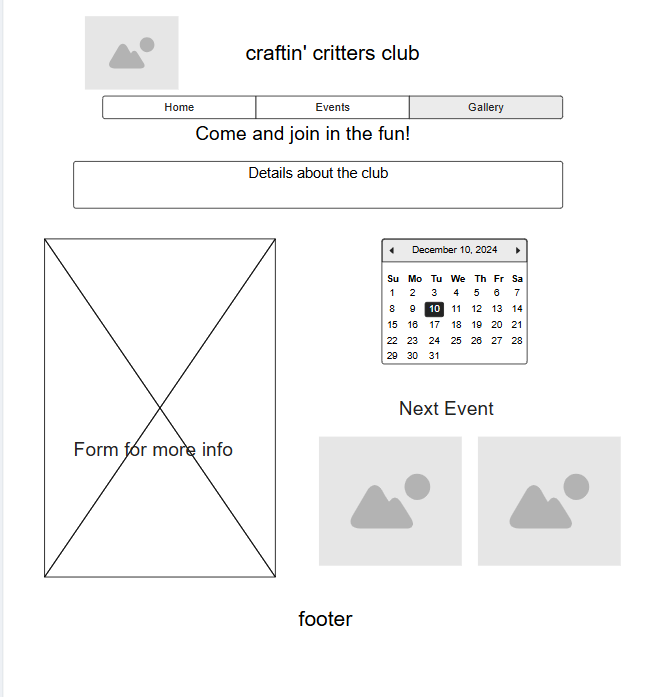 craftin' critters club
Home Events Gallery
Come and join in the fun!
Details about the club
December 10, 2024
Su Mo Tu We Th Fr Sa
1 2 3 4 5 6 7
8 9 10 11 12 13 14
15 16 17 18 19 20 21
22 23 24 25 26 27 28
29 30 31
Form for more info
Next Event
footer